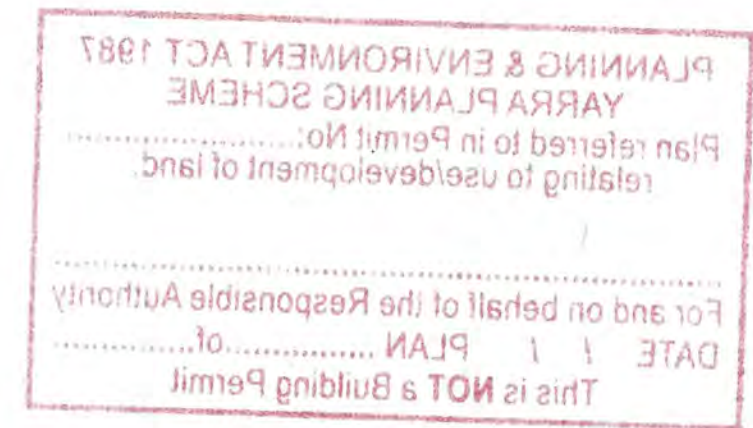 PLANNING & ENVIRONMENT ACT 1987
YARRA PLANNING SCHEME
Plan referred to in Permit No:......................
relating to use/development of land.
............................................................
For and on behalf of the Responsible Authority
DATE / / PLAN ................of................
This is NOT a Building Permit